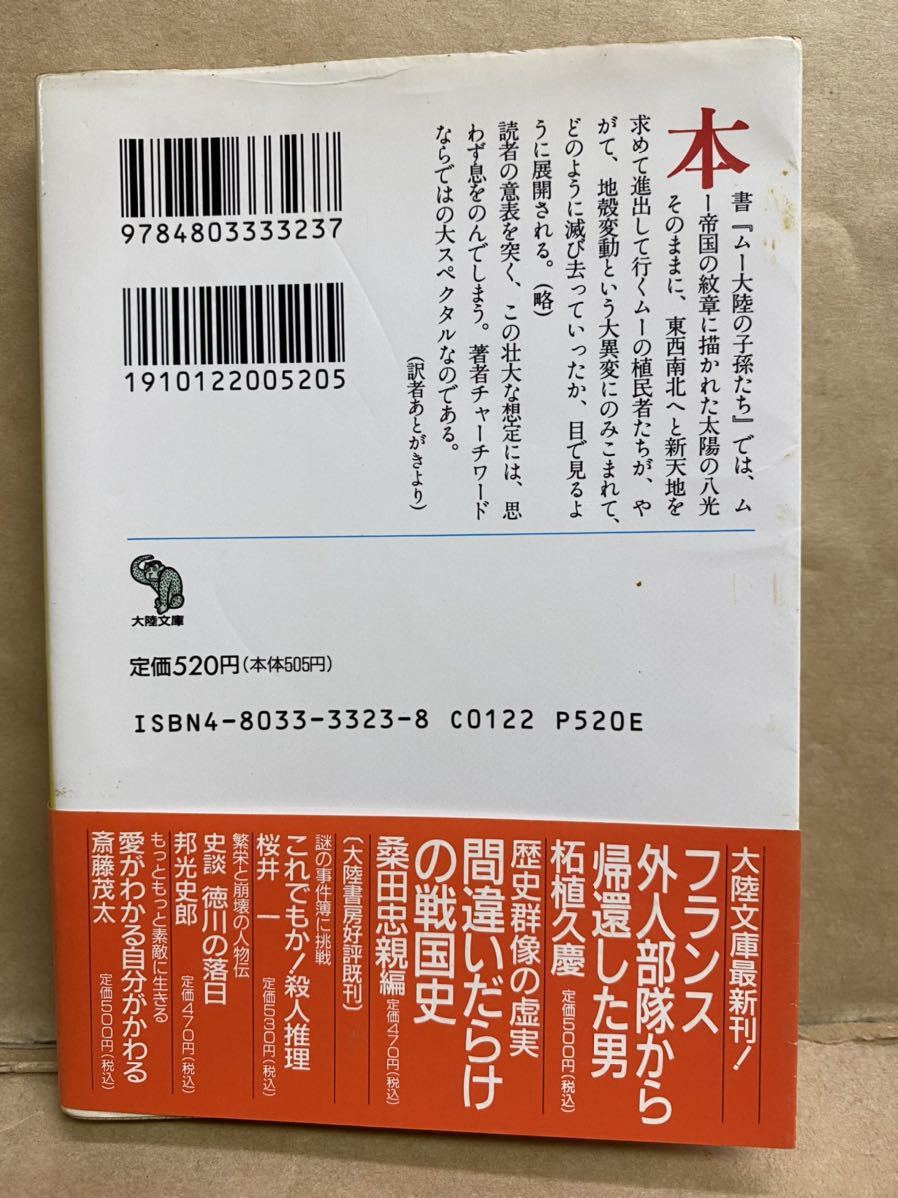 本書『ムー大陸の子孫たち』では、ム
ー帝国の紋章に描かれた太陽の八光
そのままに、東西南北へと新天地を
求めて進出して行くムーの植民者たちが、や
がて、地殻変動という大異変にのみこまれて、
どのように滅び去っていったか、目で見るよ
うに展開される。(略)
読者の意表を突く、この壮大な想定には、思
わず息をのんでしまう。著者チャーチワード
ならではの大スペクタルなのである。
(訳者あとがきより)
9784803333237
1910122005205
大陸文庫
定価520円(本体505円)
ISBN4-8033-3323-8 C0122 P520E
大陸文庫最新刊!
フランス
外人部隊から
帰還した男
柘植久慶 定価500円(税込)
歴史群像の虚実
間違いだらけ
の戦国史
桑田忠親編 定価470円(税込)
(大陸書房好評既刊)
謎の事件簿に挑戦
これでもか!殺人推理
桜井 一 定価530円(税込)
繁栄と崩壊の人物伝
史談 徳川の落日
邦光史郎 定価470円(税込)
もっともっと素敵に生きる
愛がわかる自分がかわる
斎藤茂太 定価500円(税込)